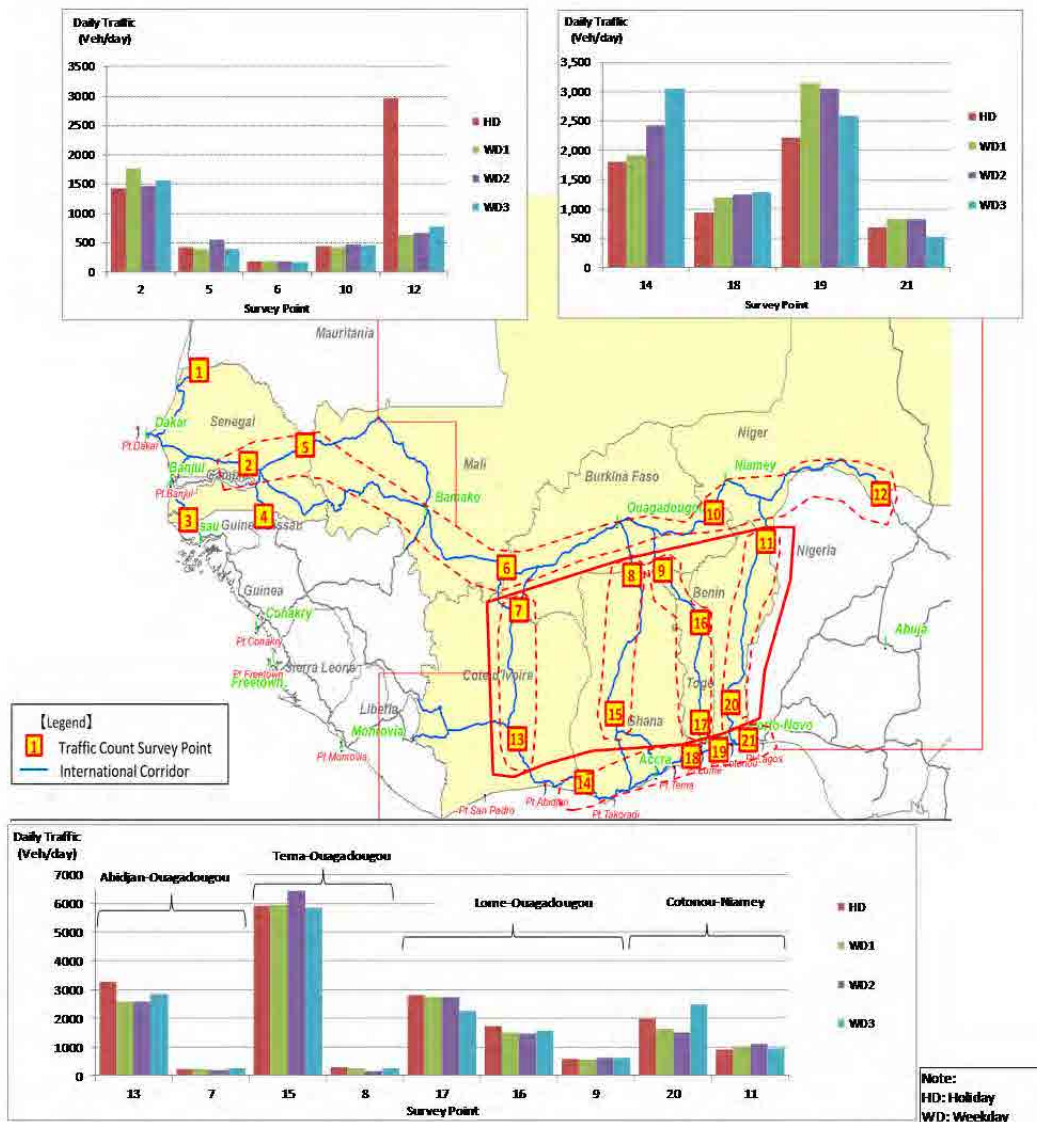 Daily Traffic
(Veh/day)
3500
3000
2500
2000
1500
1000
500
0
2 5 6 10 12
Survey Point
HD
WD1
WD2
WD3
Daily Traffic
(Veh/day)
3,500
3,000
2,500
2,000
1,500
1,000
500
0
14 18 19 21
Survey Point
HD
WD1
WD2
WD3
Mauritania
1
Dakar
Pt Dakar
Senegal
5
2
Mali
Niger
Banjul
Pt Banjul
Burkina Faso
Niamey
Bamako
Ouagadougou
10
12
3
4
Guinea
11
Nigeria
6
8
9
7
Benin
Guinea
Conakry
Pt Conakry
16
Abuja
Sierra Leone
Pt Freetown
Freetown
Cote d'Ivoire
Togo
Liberia
Monrovia
Pt Monrovia
15
Ghana
17
20
13
21
Accra
18
19
14
Pt Tema
Pt San Pedro
Pt Abidjan
Pt Takoradi
【Legend】
1 Traffic Count Survey Point
International Corridor
Daily Traffic
(Veh/day)
7000
6000
5000
4000
3000
2000
1000
0
Abidjan-Ouagadougou
Tema-Ouagadougou
Lome-Ouagadougou
Cotonou-Niamey
13 7 15 8 17 16 9 20 11
Survey Point
HD
WD1
WD2
WD3
Note:
HD: Holiday
WD: Weekday